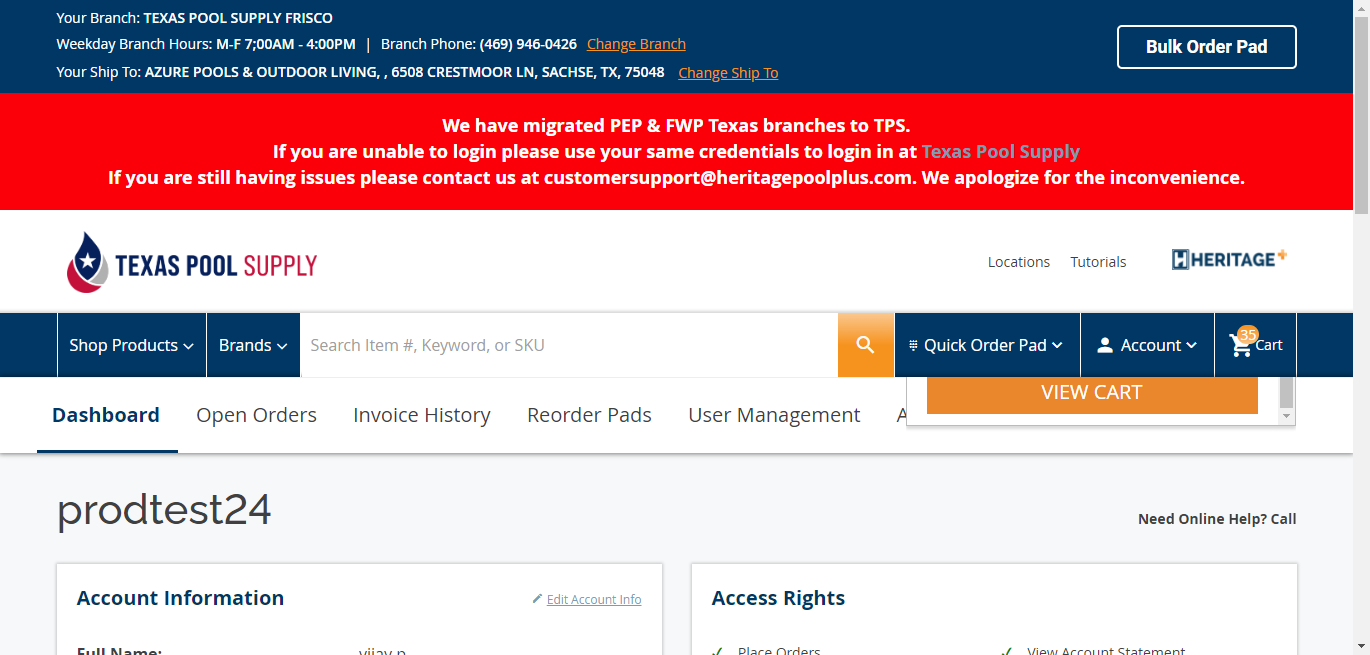 Your Branch: TEXAS POOL SUPPLY FRISCO
Weekday Branch Hours: M-F 7;00AM - 4:00PM | Branch Phone: (469) 946-0426 Change Branch
Your Ship To: AZURE POOLS & OUTDOOR LIVING, , 6508 CRESTMOOR LN, SACHSE, TX, 75048 Change Ship To
Bulk Order Pad
We have migrated PEP & FWP Texas branches to TPS.
If you are unable to login please use your same credentials to login in at Texas Pool Supply
If you are still having issues please contact us at customersupport@heritagepoolplus.com. We apologize for the inconvenience.
TEXAS POOL SUPPLY
Locations Tutorials HERITAGE+
Shop Products Brands Search Item #, Keyword, or SKU Quick Order Pad Account 35 Cart
VIEW CART
Dashboard Open Orders Invoice History Reorder Pads User Management
prodtest24
Need Online Help? Call
Account Information Edit Account Info
Access Rights
Full Name: vijay p
Place Orders View Account Statement